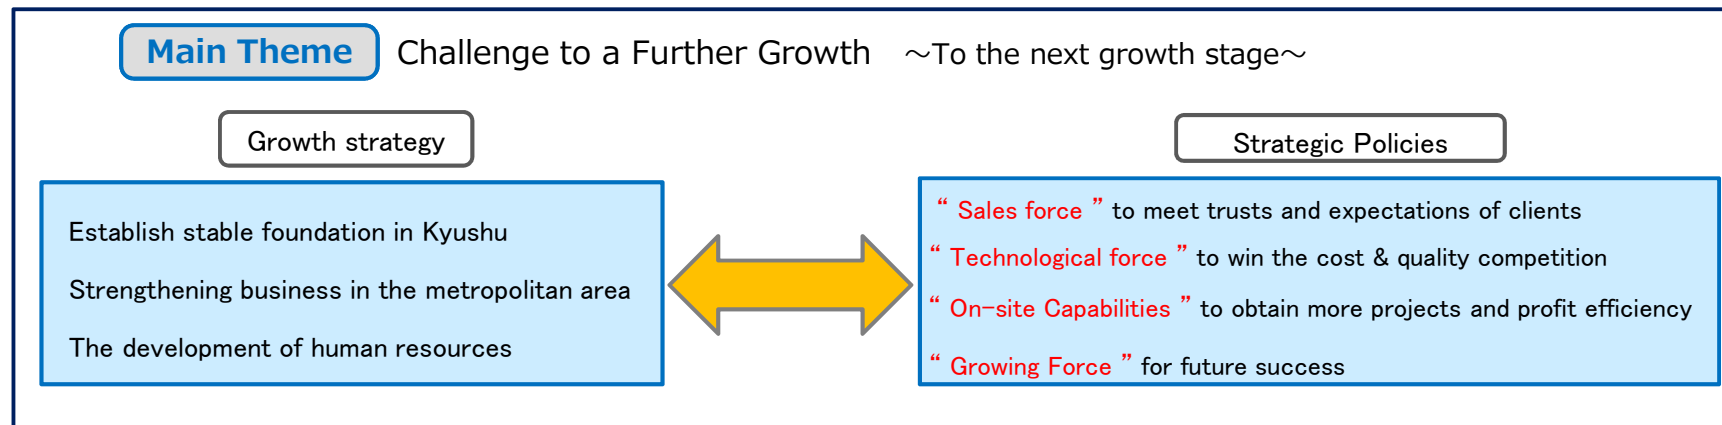 Main Theme Challenge to a Further Growth ～To the next growth stage～
Growth strategy
Establish stable foundation in Kyushu
Strengthening business in the metropolitan area
The development of human resources
Strategic Policies
“ Sales force ” to meet trusts and expectations of clients
“ Technological force ” to win the cost & quality competition
“ On-site Capabilities ” to obtain more projects and profit efficiency
“ Growing Force ” for future success